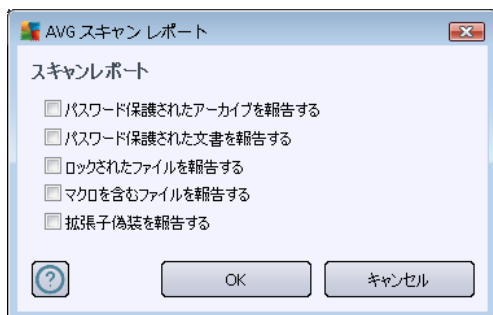 AVG スキャン レポート
スキャンレポート
パスワード保護されたアーカイブを報告する
パスワード保護された文書を報告する
ロックされたファイルを報告する
マクロを含むファイルを報告する
拡張子偽装を報告する
? OK キャンセル